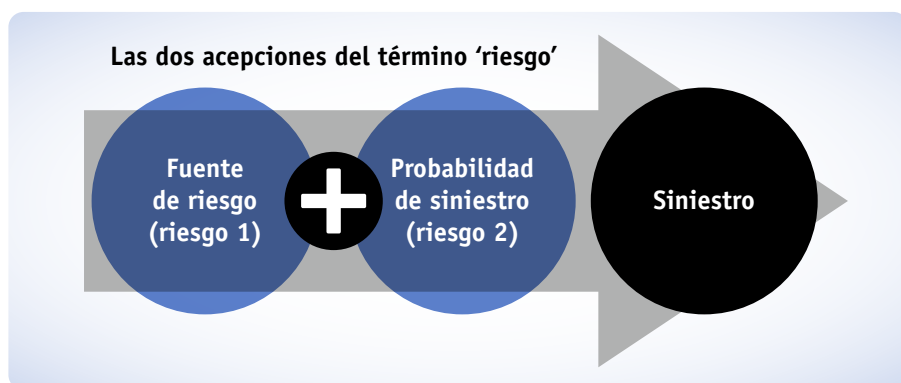 Las dos acepciones del término ‘riesgo’
Fuente
de riesgo
(riesgo 1)
+
Probabilidad
de siniestro
(riesgo 2)
Siniestro